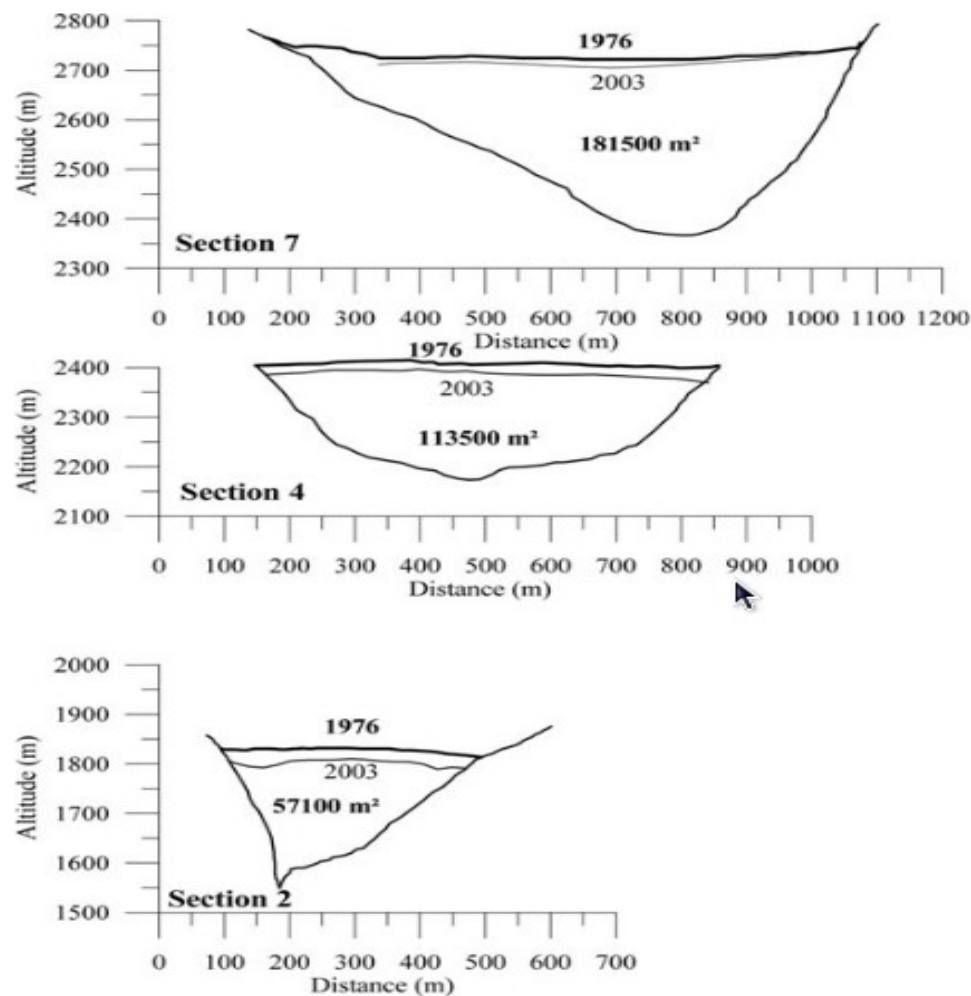 2800
1976
2700
2003
2600
181500 m²
2500
2400
Section 7
2300
Altitude (m)
0 100 200 300 400 500 600 700 800 900 1000 1100 1200
Distance (m)
1976
2400
2003
2300
113500 m²
2200
Section 4
2100
Altitude (m)
0 100 200 300 400 500 600 700 800 900 1000
Distance (m)
2000
1900
1976
1800
2003
57100 m²
1700
1600
Section 2
1500
Altitude (m)
0 100 200 300 400 500 600 700
Distance (m)